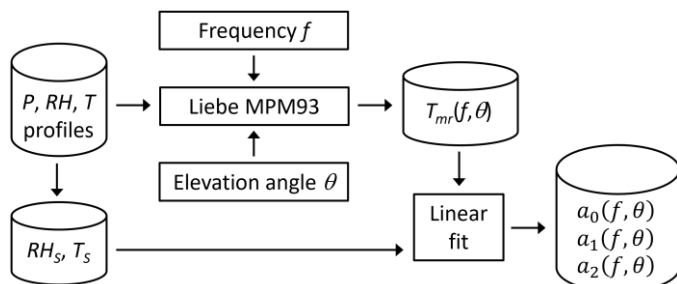 Frequency f
P, RH, T
profiles
Liebe MPM93
Tmr(f,θ)
Elevation angle θ
RHS, TS
Linear
fit
a0(f, θ)
a1(f, θ)
a2(f, θ)